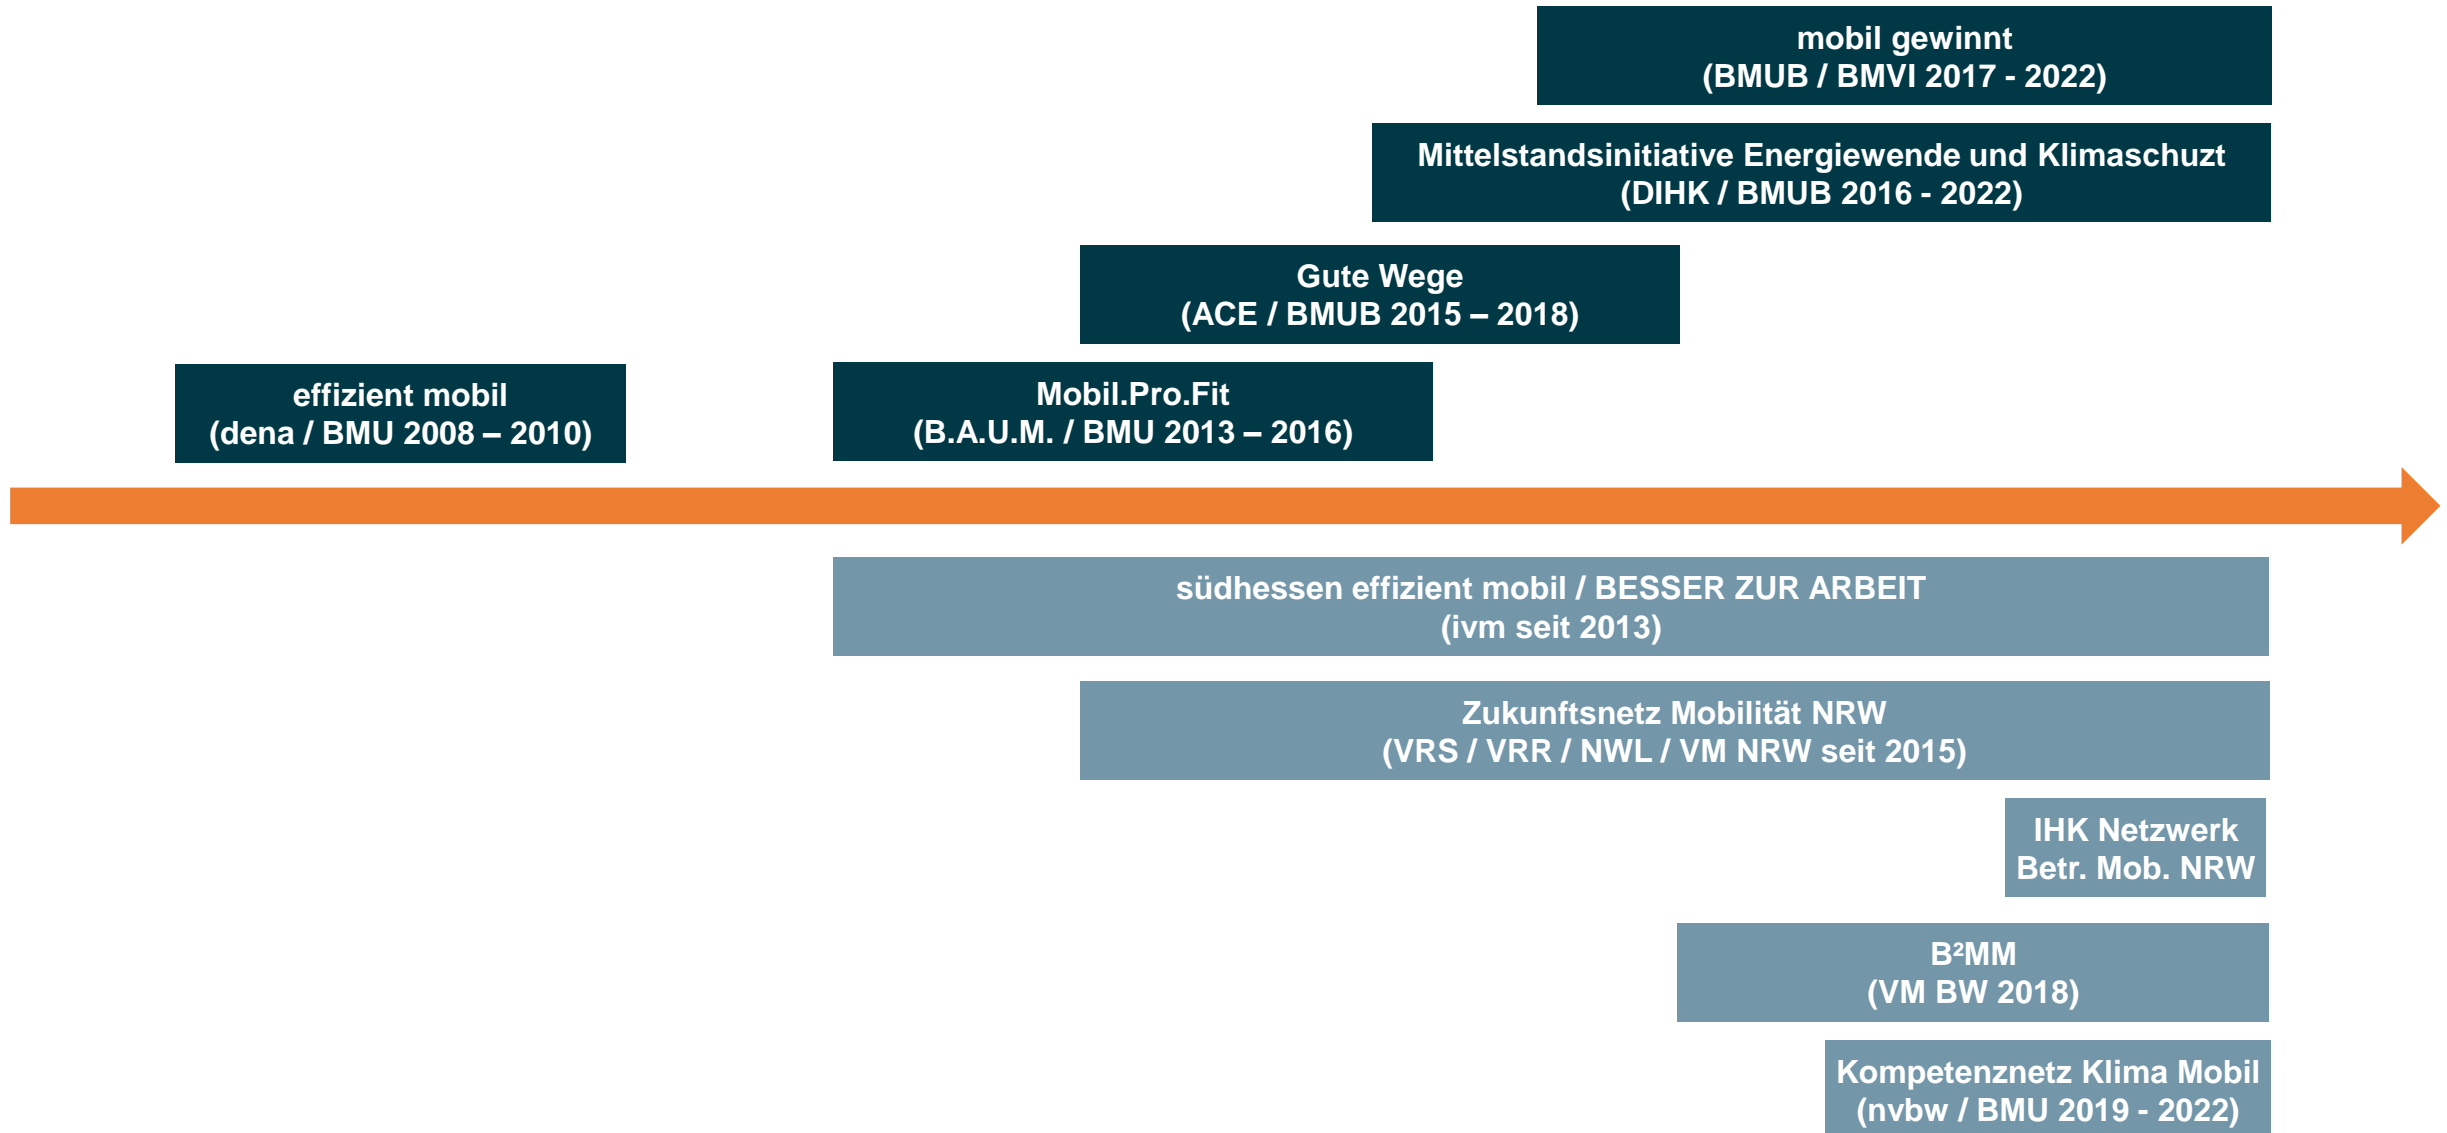 mobil gewinnt
(BMUB / BMVI 2017 - 2022)
Mittelstandsinitiative Energiewende und Klimaschuzt
(DIHK / BMUB 2016 - 2022)
Gute Wege
(ACE / BMUB 2015 – 2018)
effizient mobil
(dena / BMU 2008 – 2010)
Mobil.Pro.Fit
(B.A.U.M. / BMU 2013 – 2016)
südhessen effizient mobil / BESSER ZUR ARBEIT
(ivm seit 2013)
Zukunftsnetz Mobilität NRW
(VRS / VRR / NWL / VM NRW seit 2015)
IHK Netzwerk
Betr. Mob. NRW
B²MM
(VM BW 2018)
Kompetenznetz Klima Mobil
(nvbw / BMU 2019 - 2022)